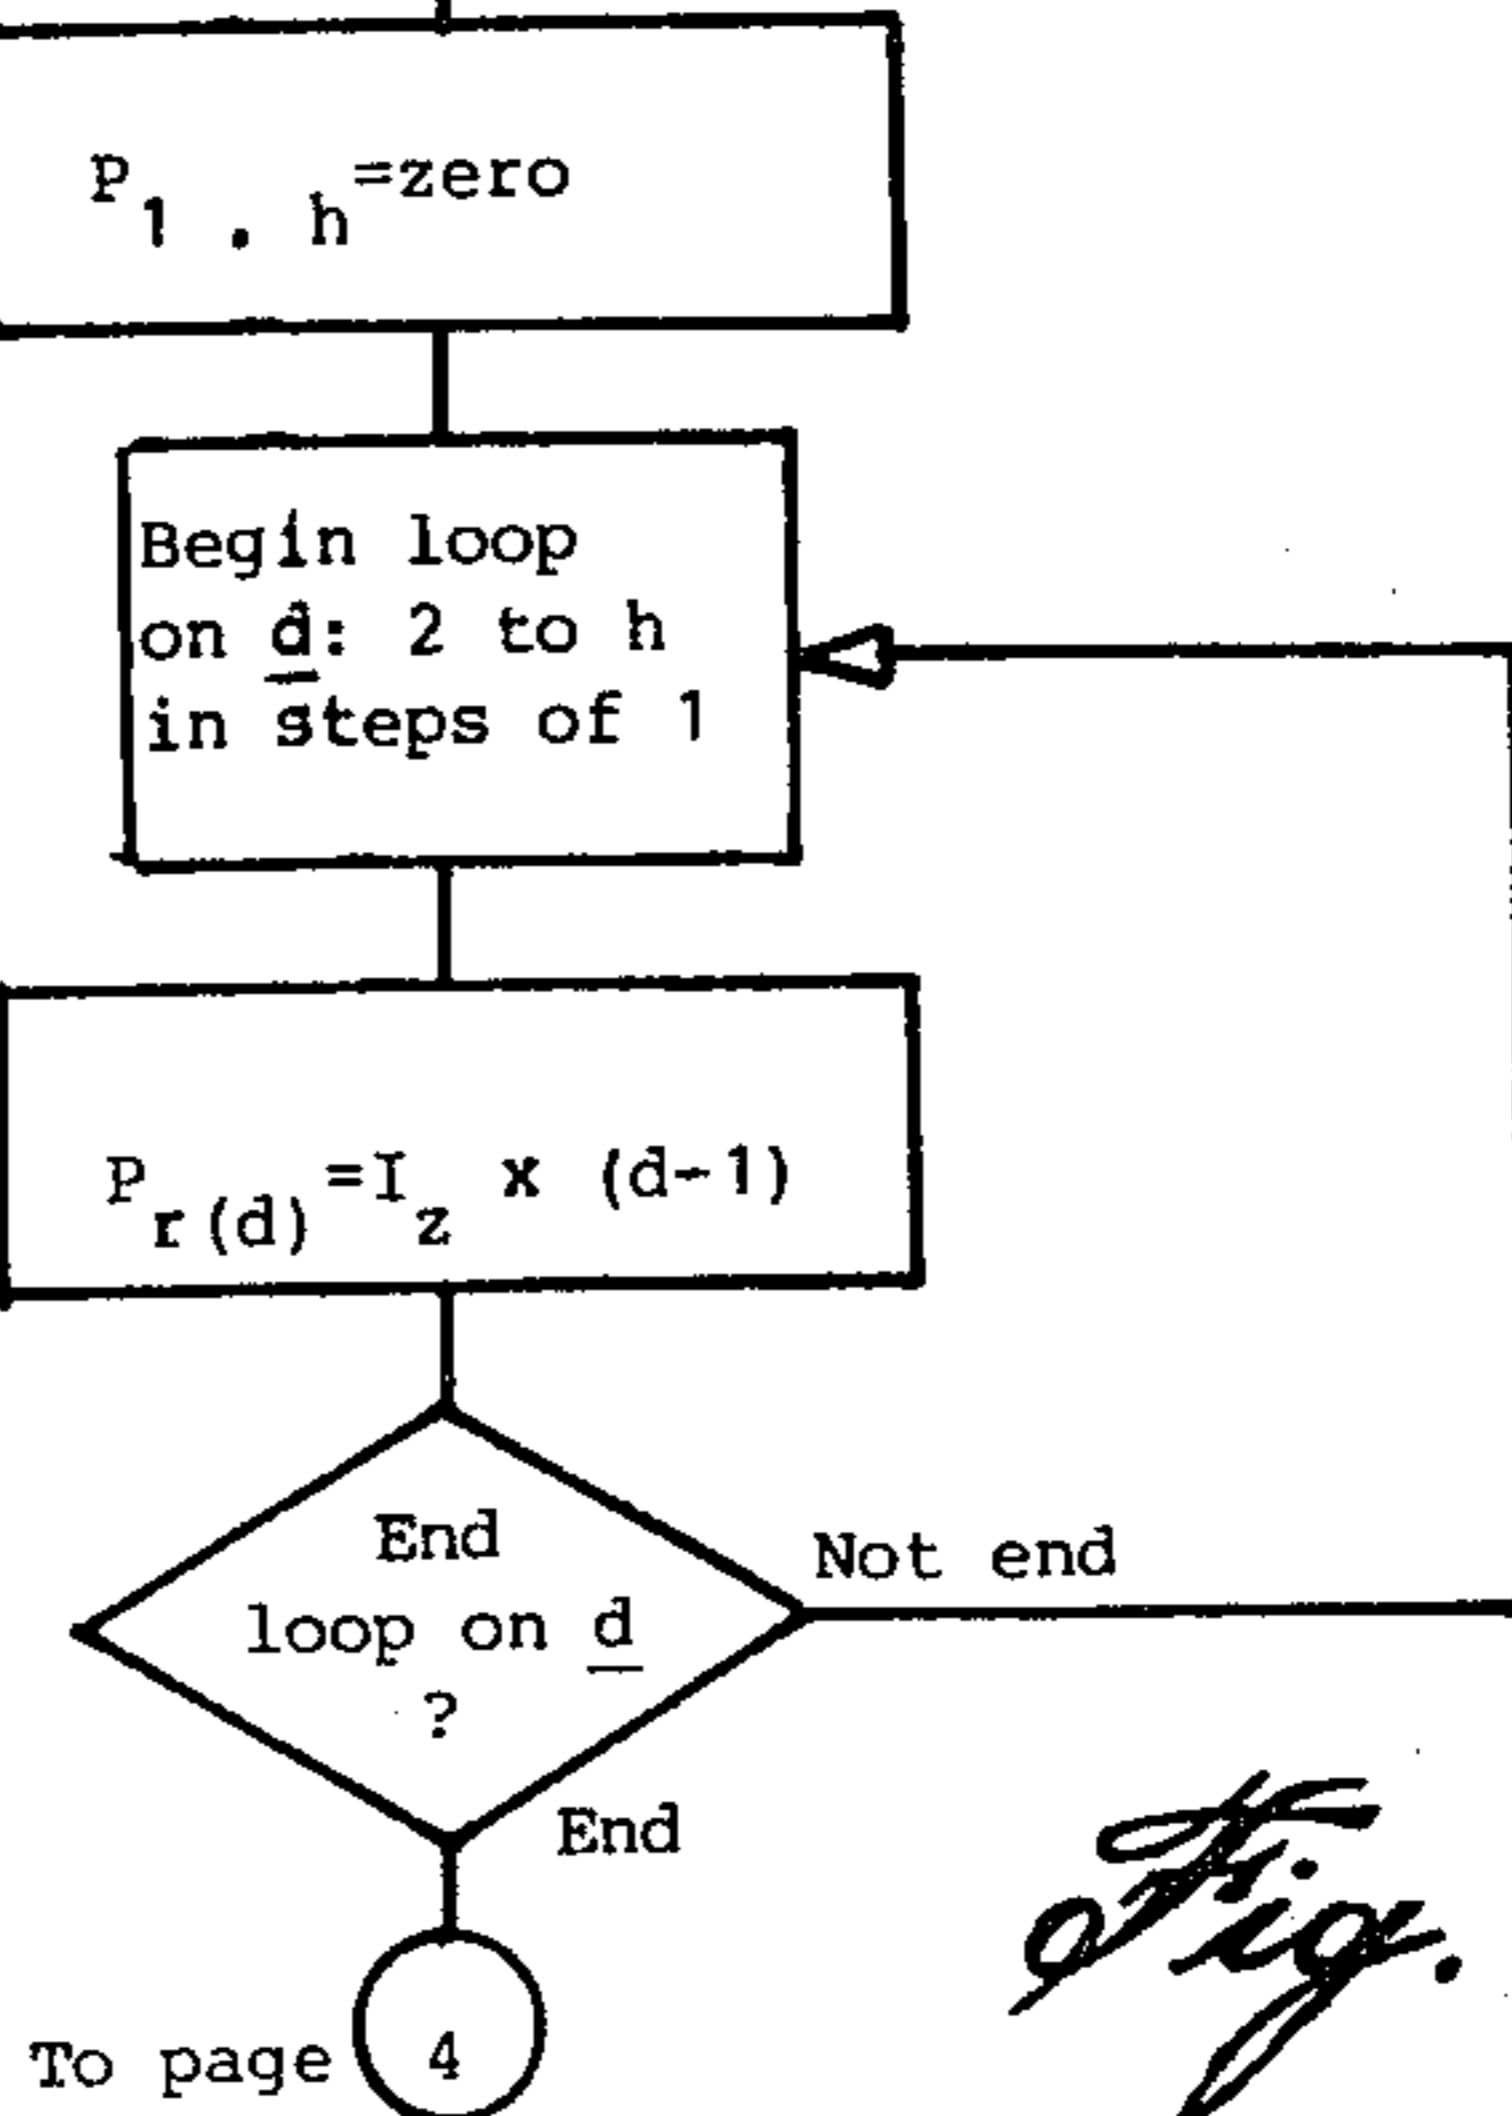 P1 . h=zero
Begin loop
on d: 2 to h
in steps of 1
Pr(d)=Iz x (d-1)
End
loop on d
?
Not end
End
To page 4
Fig.